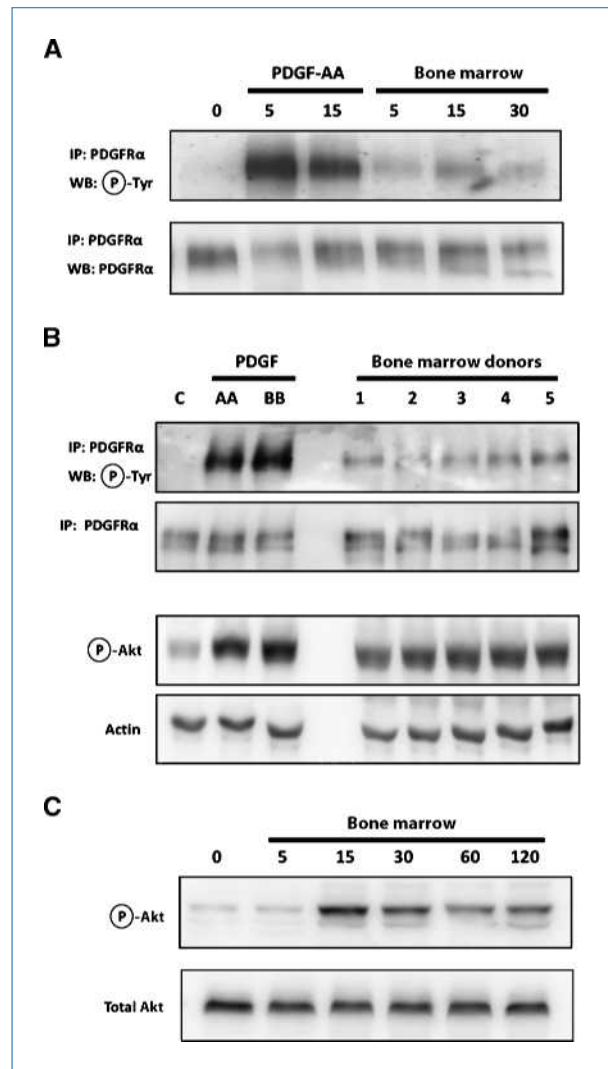 A
PDGF-AA Bone marrow
0 5 15 5 15 30
IP: PDGFRα
WB: Ⓟ-Tyr
IP: PDGFRα
WB: PDGFRα
B
PDGF Bone marrow donors
C AA BB 1 2 3 4 5
IP: PDGFRα
WB: Ⓟ-Tyr
IP: PDGFRα
Ⓟ-Akt
Actin
C
Bone marrow
0 5 15 30 60 120
Ⓟ-Akt
Total Akt